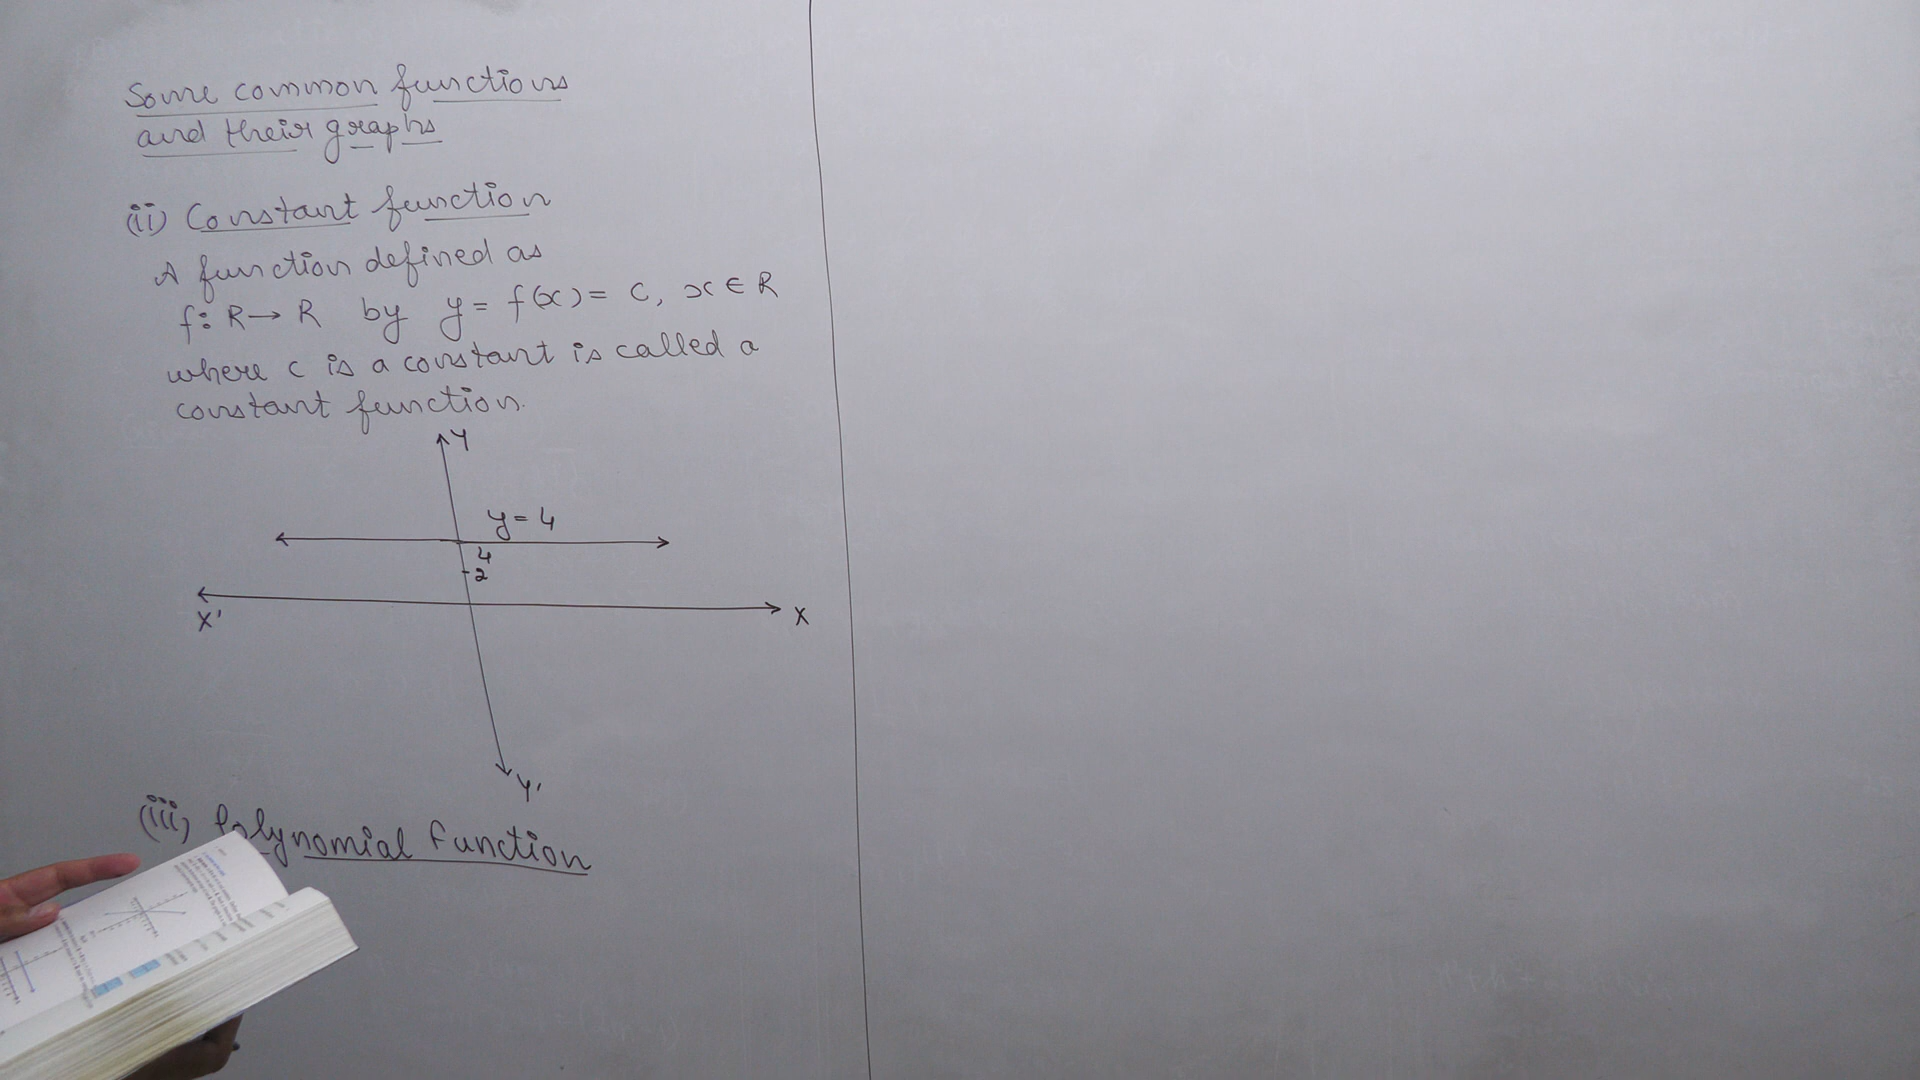 Some common functions
and their graphs
(ii) Constant function
A function defined as
f: R→ R by y = f(x) = c, x ∈ R
where c is a constant is called a
constant function.
Y
y = 4
4
2
X' X
Y'
(iii) Polynomial function